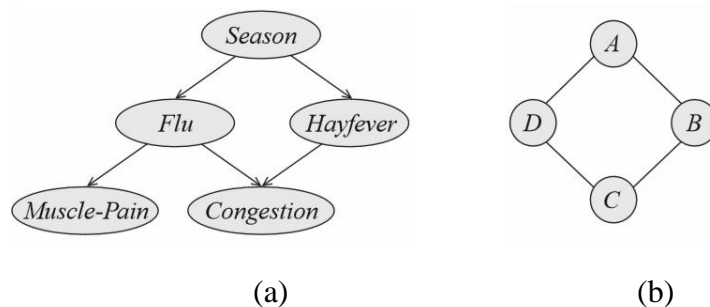 Season
A
Flu
Hayfever
D
B
Muscle-Pain
Congestion
C
(a)
(b)